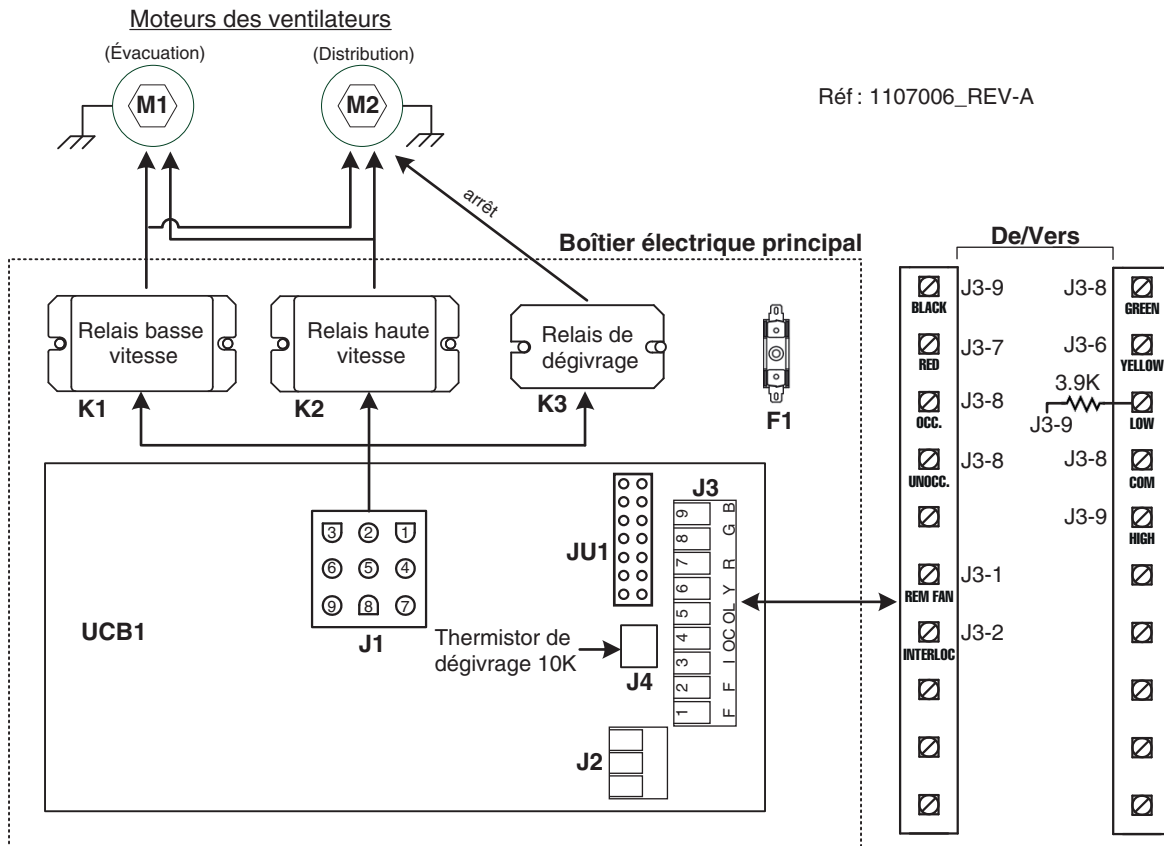 Moteurs des ventilateurs
(Évacuation)
(Distribution)
M1
M2
Réf : 1107006_REV-A
arrêt
Boîtier électrique principal
De/Vers
Relais basse
vitesse
K1
Relais haute
vitesse
K2
Relais de
dégivrage
K3
F1
J3-9
J3-8
BLACK
GREEN
J3-7
J3-6
RED
YELLOW
3.9K
J3-8
J3-9
OCC.
LOW
J3-8
J3-8
UNOCC.
COM
J3-9
HIGH
J3-1
REM FAN
J3-2
INTERLOC
UCB1
3 2 1
6 5 4
9 8 7
J1
JU1
J3
9 B
8 G
7 R
6 Y
5 OL
4 OC
3 I
2 F
1 F
Thermistor de
dégivrage 10K
J4
J2